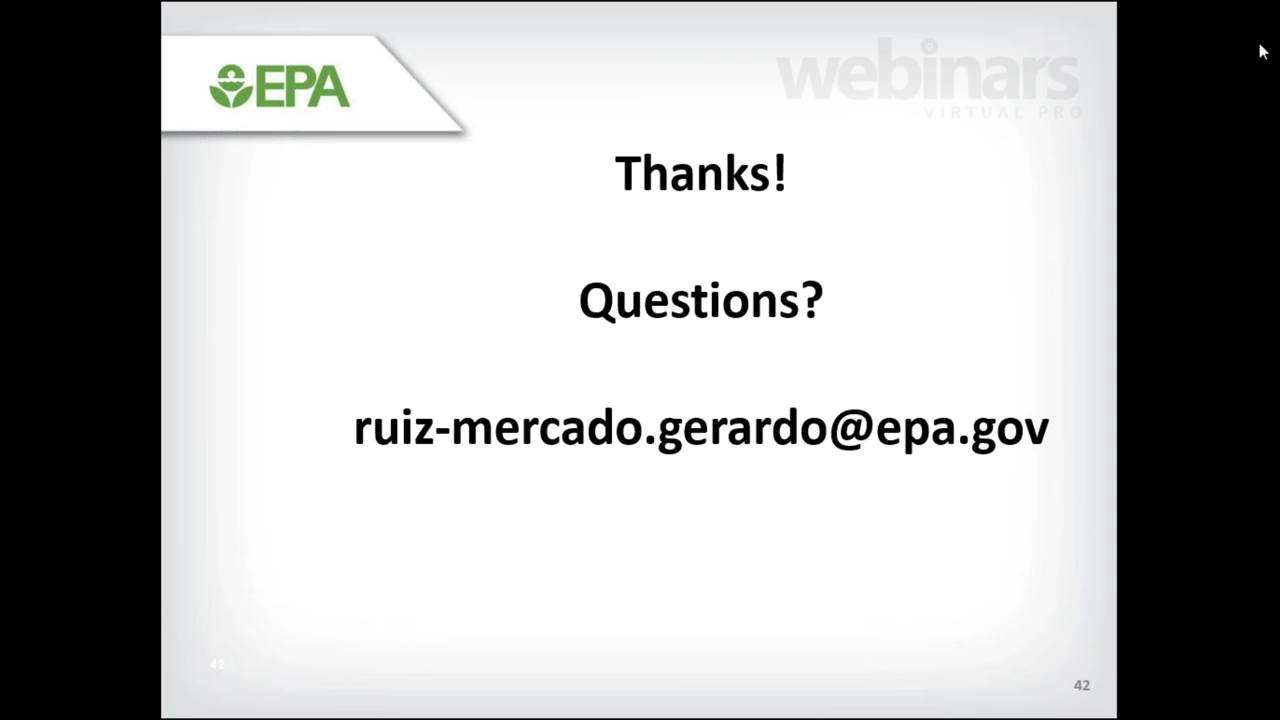 EPA
webinars
VIRTUAL PRO
Thanks!
Questions?
ruiz-mercado.gerardo@epa.gov
42
42